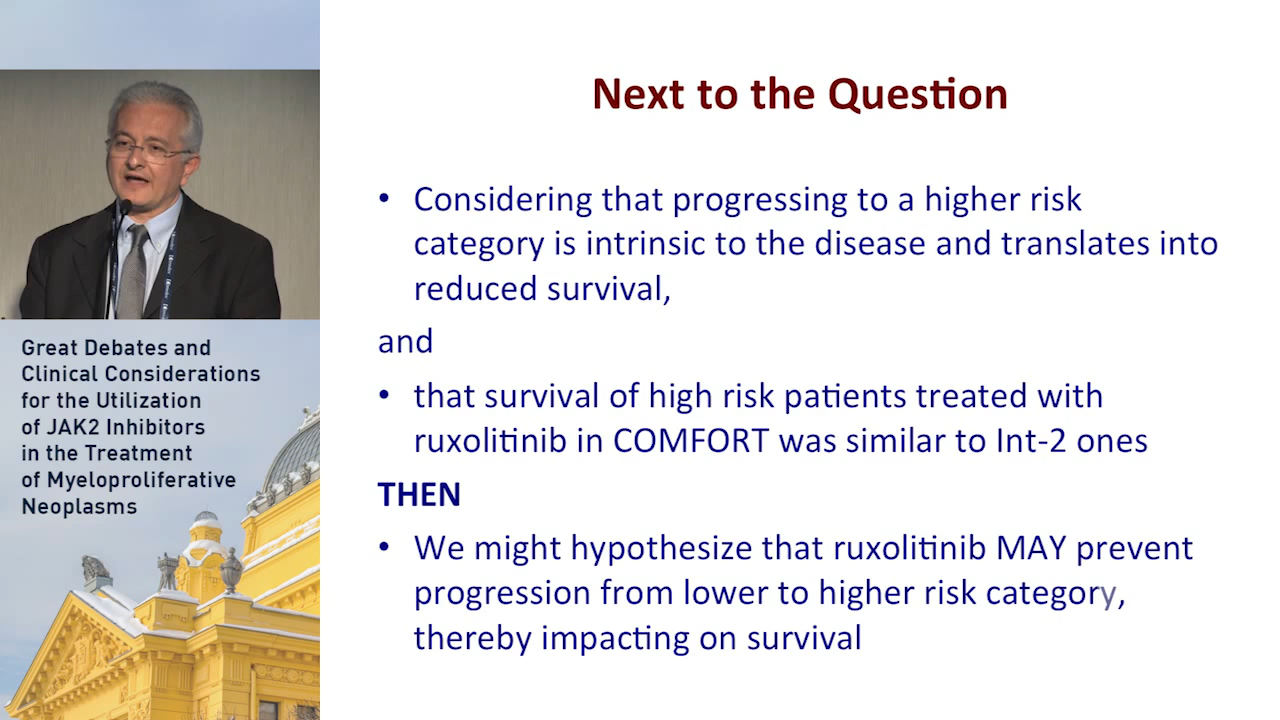 Next to the Question
• Considering that progressing to a higher risk
category is intrinsic to the disease and translates into
reduced survival,
and
• that survival of high risk patients treated with
ruxolitinib in COMFORT was similar to Int-2 ones
THEN
• We might hypothesize that ruxolitinib MAY prevent
progression from lower to higher risk category,
thereby impacting on survival
Great Debates and
Clinical Considerations
for the Utilization
of JAK2 Inhibitors
in the Treatment
of Myeloproliferative
Neoplasms